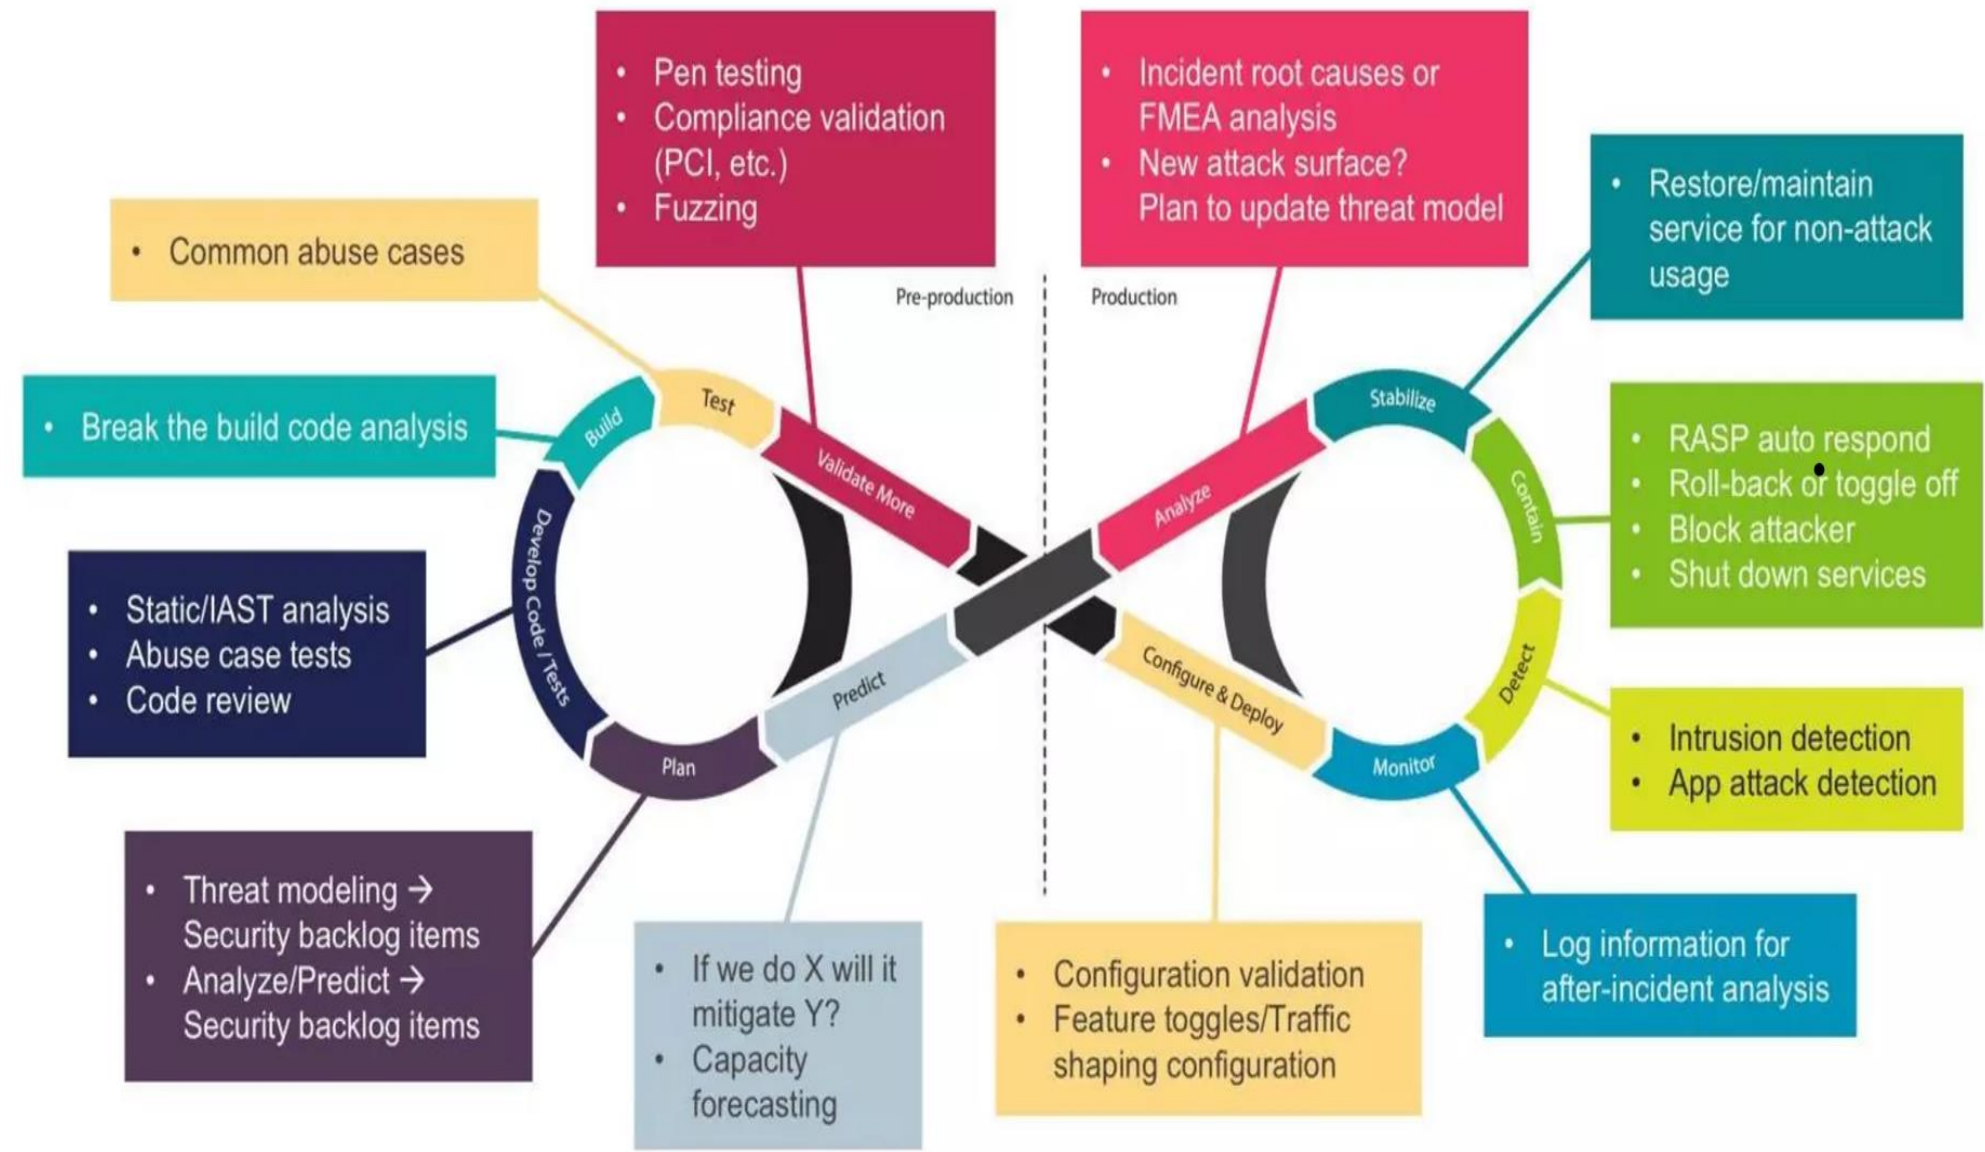 • Pen testing
• Compliance validation
(PCI, etc.)
• Fuzzing
• Incident root causes or
FMEA analysis
• New attack surface?
Plan to update threat model
• Restore/maintain
service for non-attack
usage
• Common abuse cases
Pre-production
Production
• Break the build code analysis
• RASP auto respond
• Roll-back or toggle off
• Block attacker
• Shut down services
Build
Test
Validate More
Analyze
Stabilize
Contain
Develop Code / Tests
• Static/IAST analysis
• Abuse case tests
• Code review
Plan
Predict
Configure & Deploy
Monitor
Detect
• Intrusion detection
• App attack detection
• Threat modeling →
Security backlog items
• Analyze/Predict →
Security backlog items
• If we do X will it
mitigate Y?
• Capacity
forecasting
• Configuration validation
• Feature toggles/Traffic
shaping configuration
• Log information for
after-incident analysis